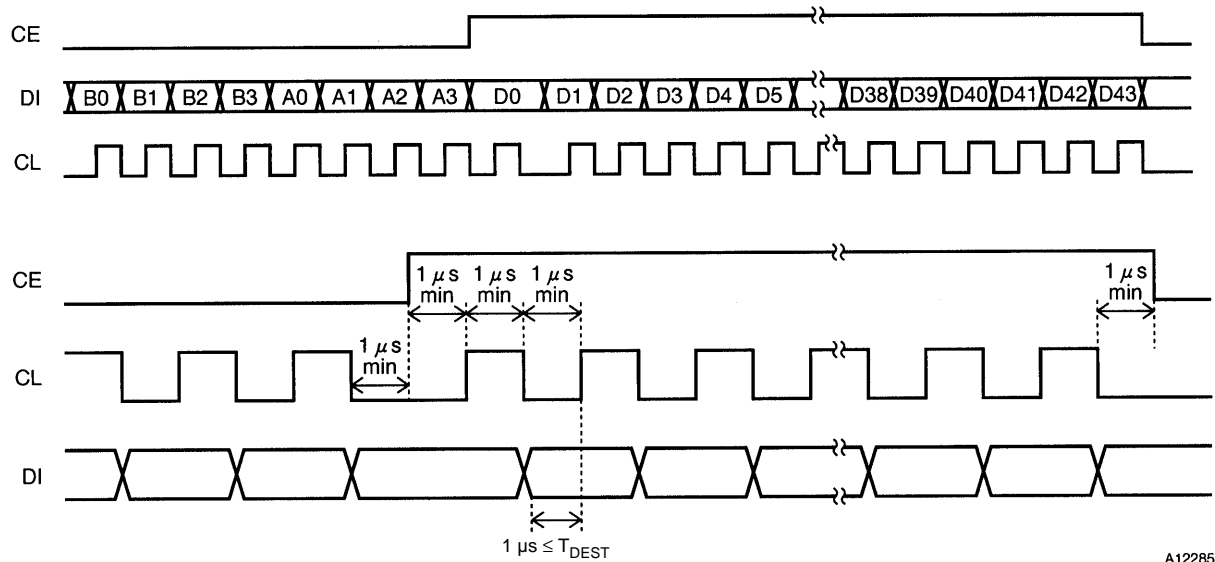 CE
DI B0 B1 B2 B3 A0 A1 A2 A3 D0 D1 D2 D3 D4 D5 D38 D39 D40 D41 D42 D43
CL
CE
1 μs min 1 μs min 1 μs min 1 μs min
1 μs min
CL
DI
1 µs ≤ TDEST
A12285